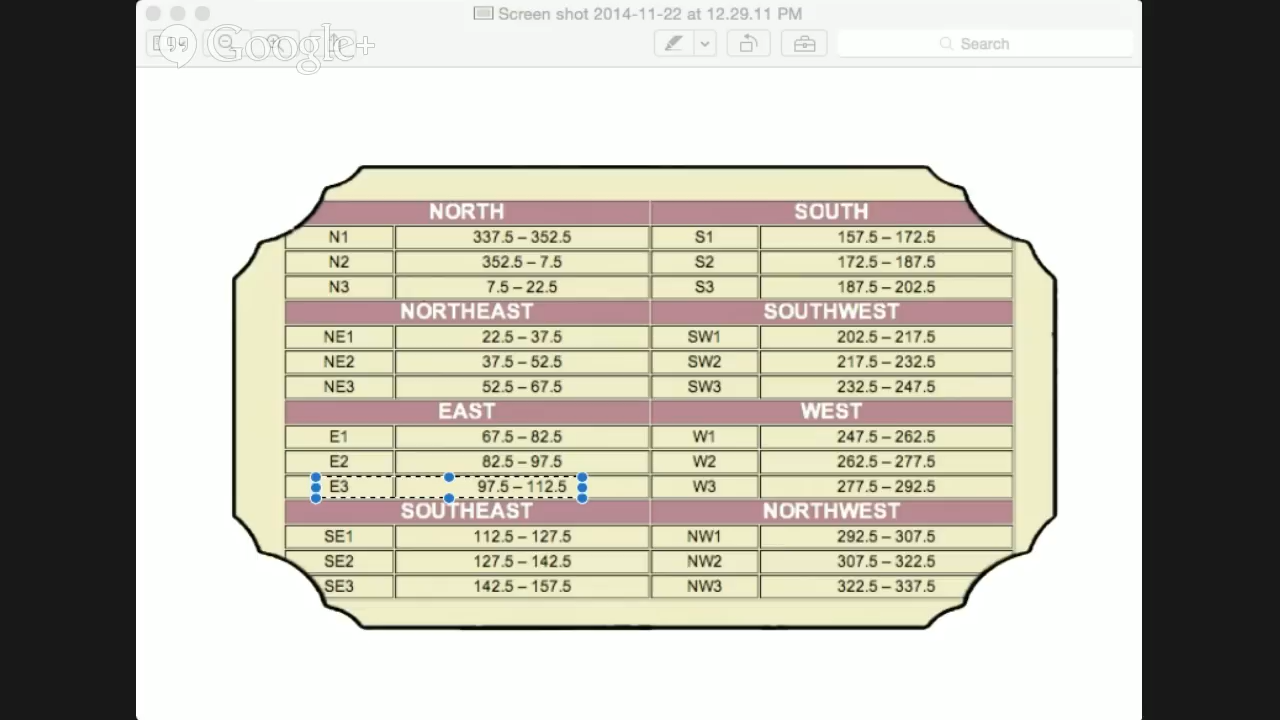 Screen shot 2014-11-22 at 12.29.11 PM
Google+
Search
NORTH SOUTH
N1 337.5 – 352.5 S1 157.5 – 172.5
N2 352.5 – 7.5 S2 172.5 – 187.5
N3 7.5 – 22.5 S3 187.5 – 202.5
NORTHEAST SOUTHWEST
NE1 22.5 – 37.5 SW1 202.5 – 217.5
NE2 37.5 – 52.5 SW2 217.5 – 232.5
NE3 52.5 – 67.5 SW3 232.5 – 247.5
EAST WEST
E1 67.5 – 82.5 W1 247.5 – 262.5
E2 82.5 – 97.5 W2 262.5 – 277.5
E3 97.5 – 112.5 W3 277.5 – 292.5
SOUTHEAST NORTHWEST
SE1 112.5 – 127.5 NW1 292.5 – 307.5
SE2 127.5 – 142.5 NW2 307.5 – 322.5
SE3 142.5 – 157.5 NW3 322.5 – 337.5